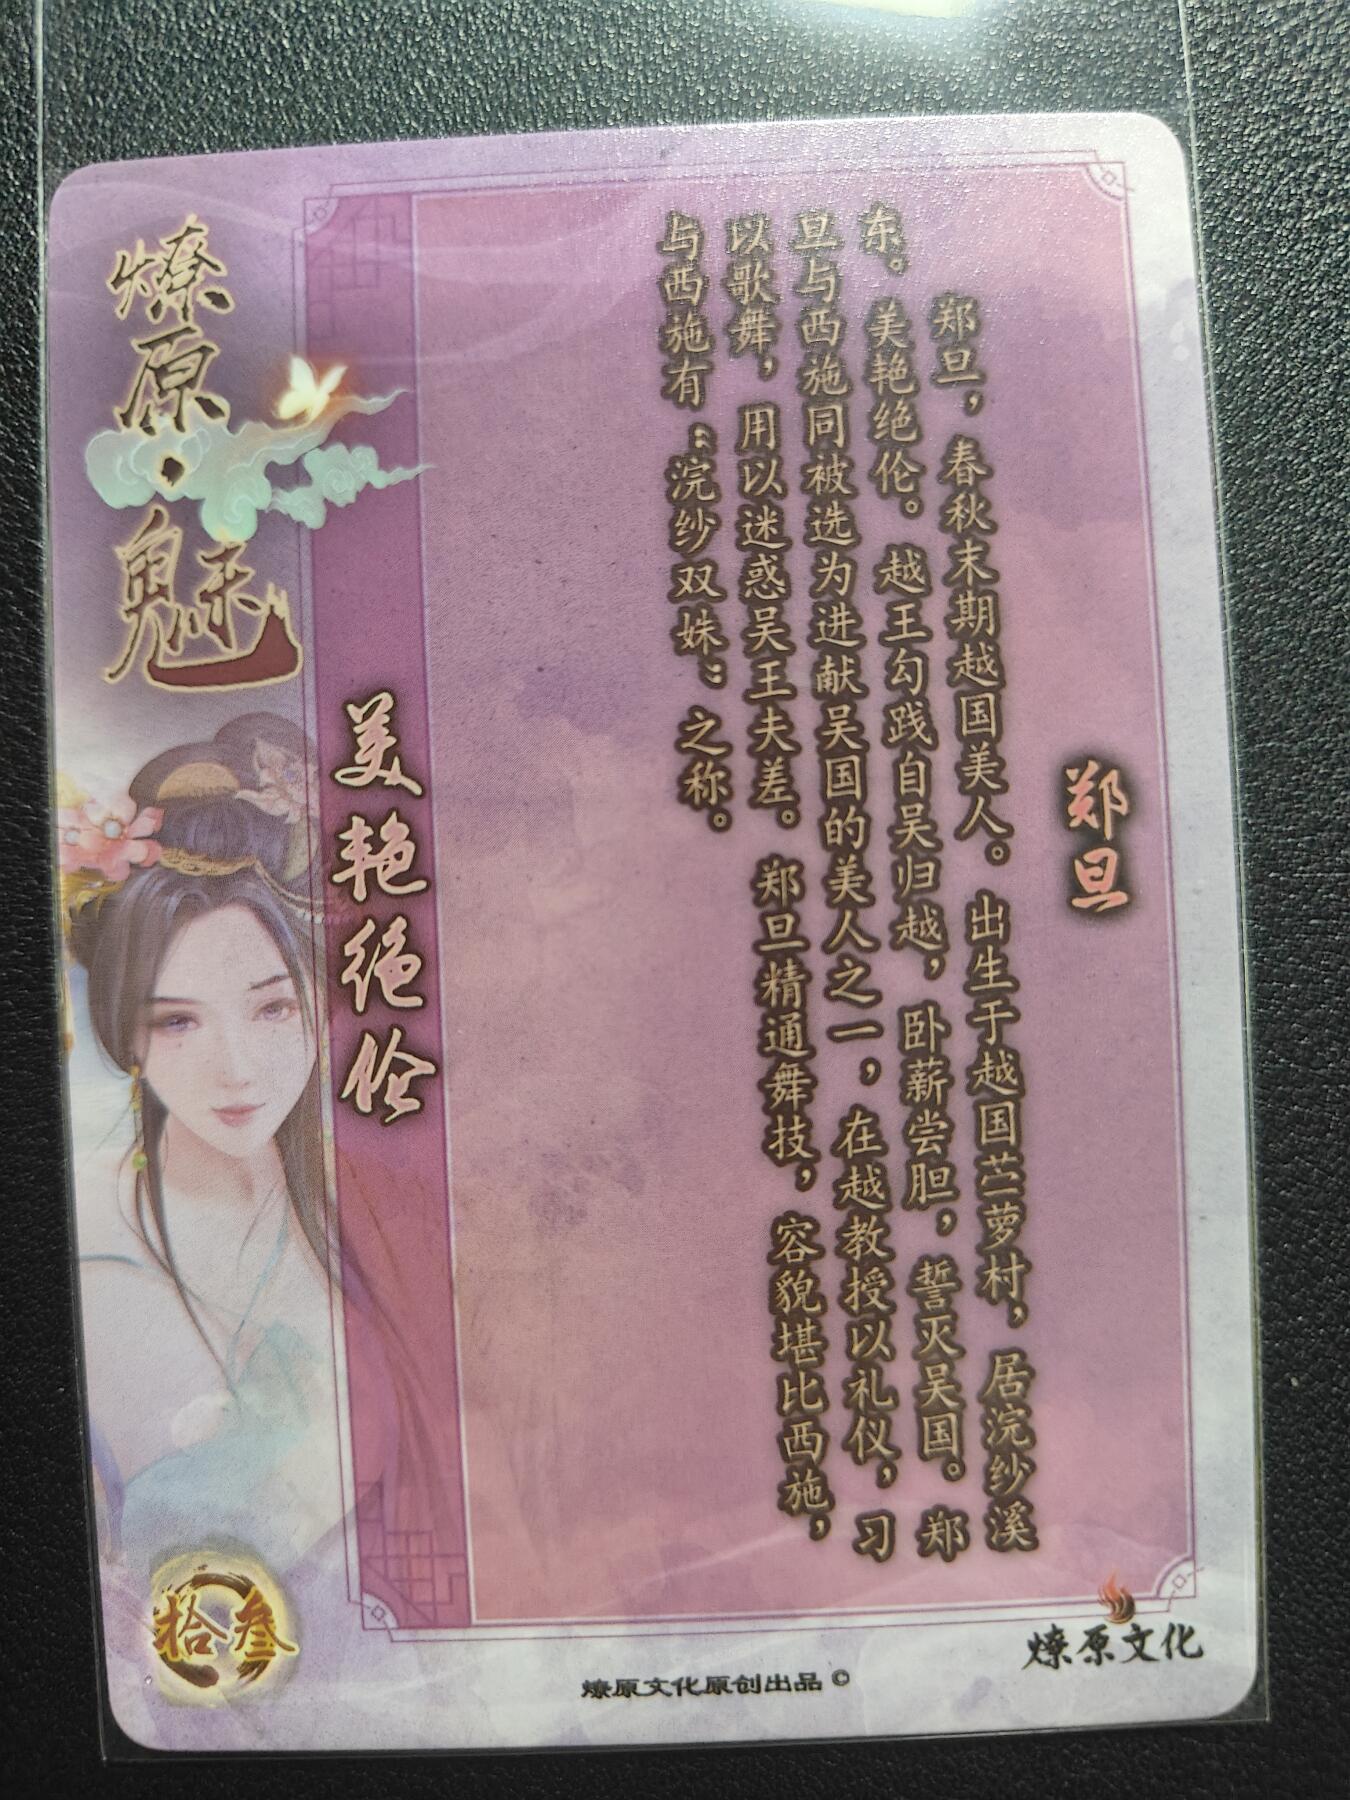 郑旦
郑旦，春秋末期越国美人。出生于越国苎萝村，居浣纱溪
东。美艳绝伦。越王勾践自吴归越，卧薪尝胆，誓灭吴国。郑
旦与西施同被选为进献吴国的美人之一，在越教授以礼仪，习
以歌舞，用以迷惑吴王夫差。郑旦精通舞技，容貌堪比西施，
与西施有“浣纱双姝”之称。
美艳绝伦
燎原·魅
拾叁
燎原文化
燎原文化原创出品 ©